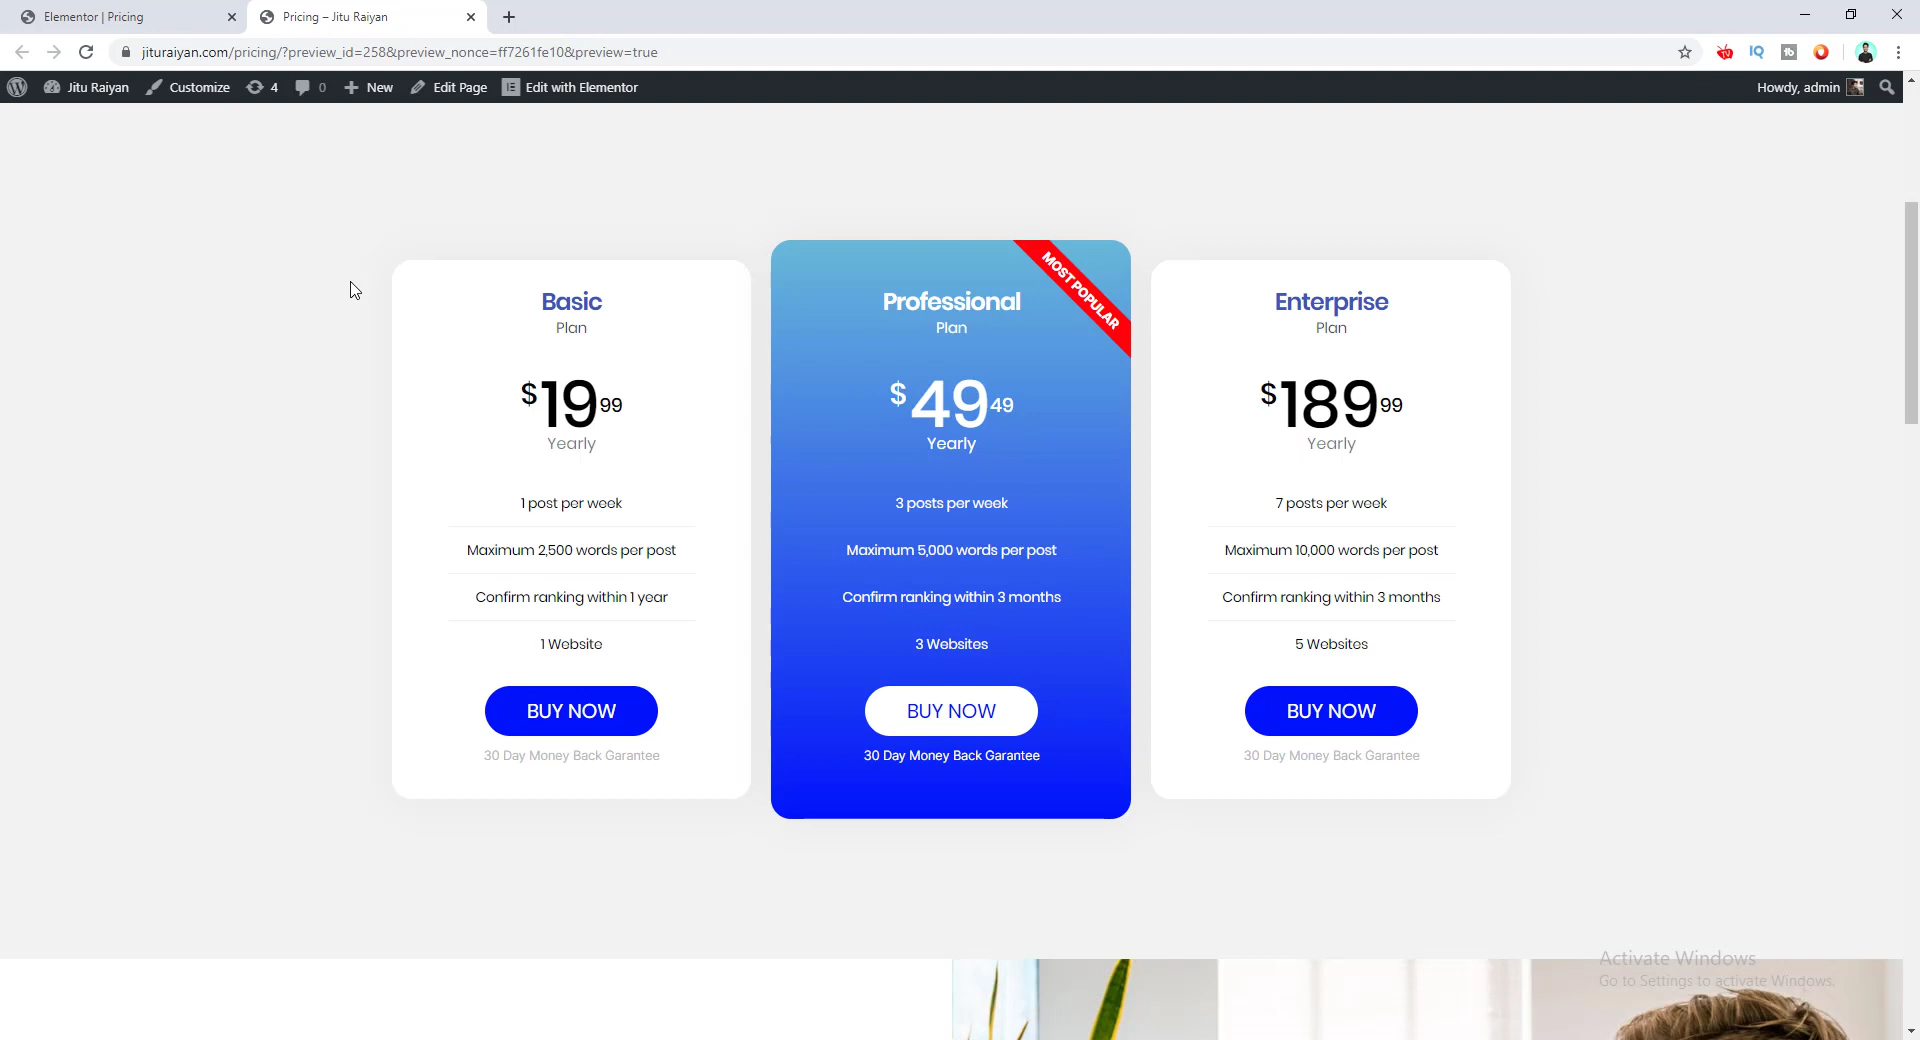 Elementor | Pricing
Pricing – Jitu Raiyan
jituraiyan.com/pricing/?preview_id=258&preview_nonce=ff7261fe10&preview=true
IQ
tb
Jitu Raiyan
Customize
4
0
New
Edit Page
Edit with Elementor
Howdy, admin
Basic
Plan
$1999
Yearly
1 post per week
Maximum 2,500 words per post
Confirm ranking within 1 year
1 Website
BUY NOW
30 Day Money Back Garantee
MOST POPULAR
Professional
Plan
$4949
Yearly
3 posts per week
Maximum 5,000 words per post
Confirm ranking within 3 months
3 Websites
BUY NOW
30 Day Money Back Garantee
Enterprise
Plan
$18999
Yearly
7 posts per week
Maximum 10,000 words per post
Confirm ranking within 3 months
5 Websites
BUY NOW
30 Day Money Back Garantee
Activate Windows
Go to Settings to activate Windows.